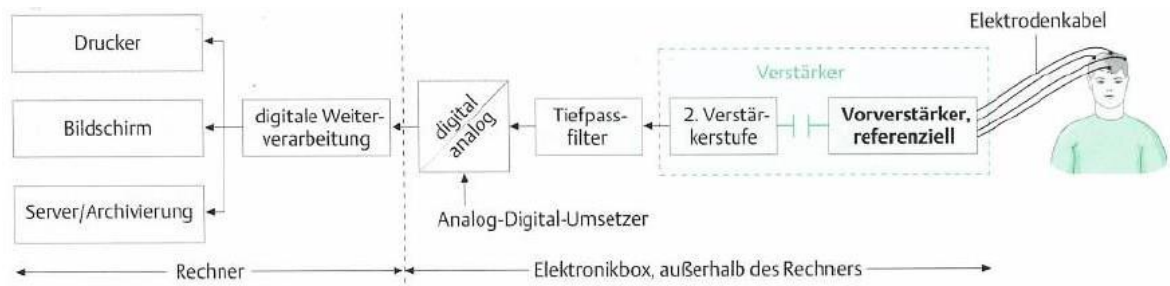 Elektrodenkabel
Drucker
Verstärker
Bildschirm
digitale Weiter-
verarbeitung
digital
analog
Tiefpass-
filter
2. Verstär-
kerstufe
Vorverstärker,
referenziell
Server/Archivierung
Analog-Digital-Umsetzer
Rechner
Elektronikbox, außerhalb des Rechners